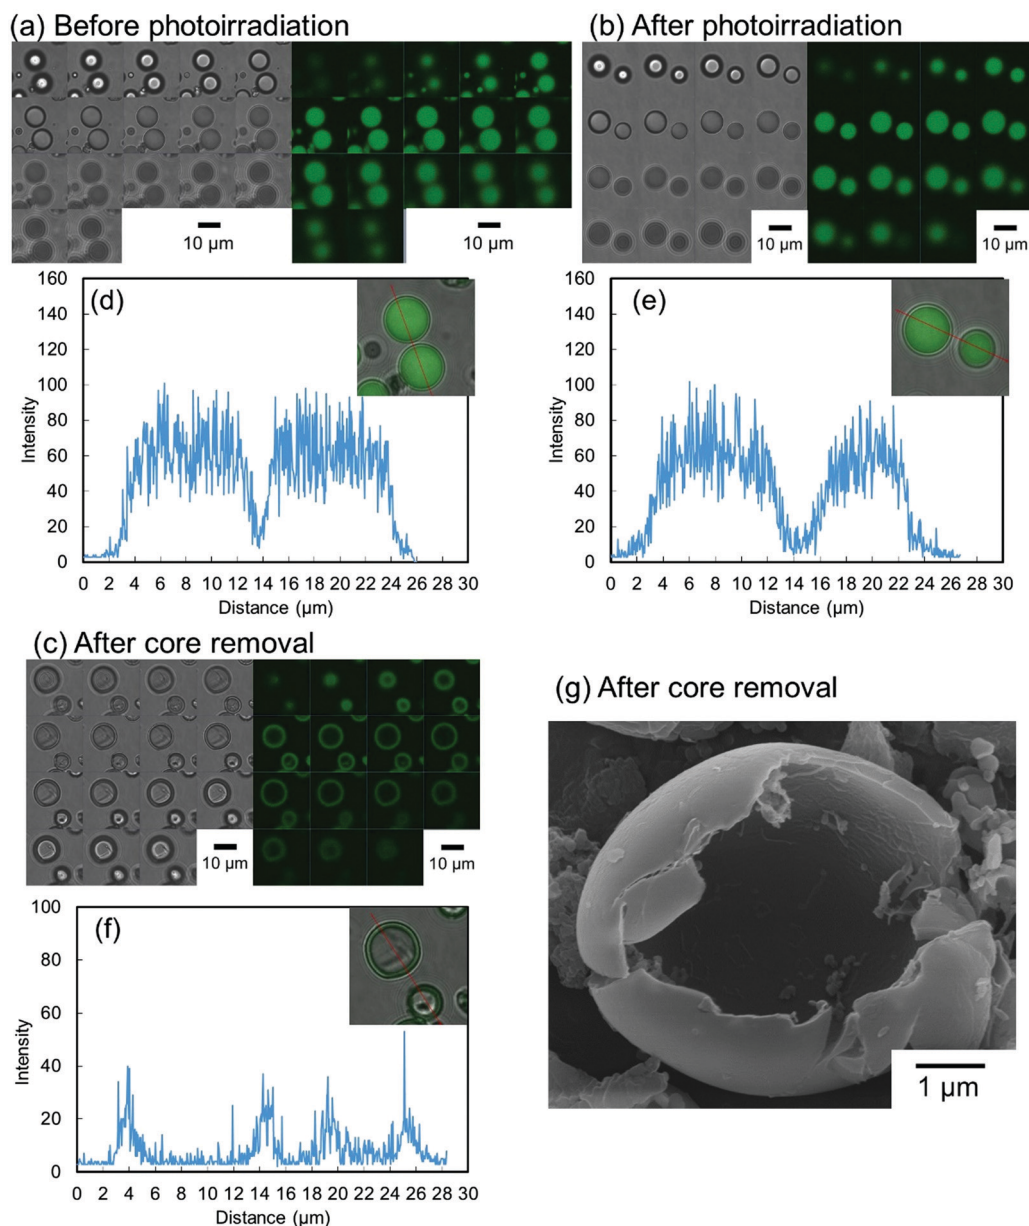 (a) Before photoirradiation
(b) After photoirradiation
10 µm
10 µm
10 µm
10 µm
(d)
160
140
120
100
80
60
40
20
0
Intensity
0 2 4 6 8 10 12 14 16 18 20 22 24 26 28 30
Distance (µm)
(e)
160
140
120
100
80
60
40
20
0
Intensity
0 2 4 6 8 10 12 14 16 18 20 22 24 26 28 30
Distance (µm)
(c) After core removal
10 µm
10 µm
(f)
100
80
60
40
20
0
Intensity
0 2 4 6 8 10 12 14 16 18 20 22 24 26 28 30
Distance (µm)
(g) After core removal
1 µm